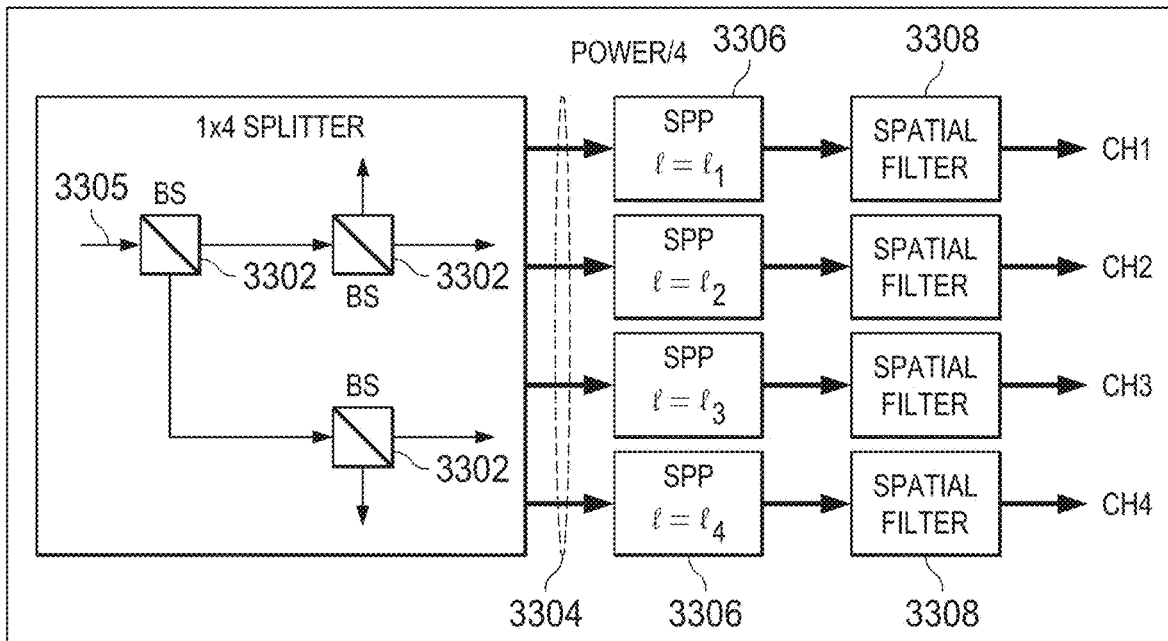 POWER/4
3306
3308
1x4 SPLITTER
3305
BS
3302
3302
BS
BS
3302
SPP
ℓ = ℓ1
SPATIAL
FILTER
CH1
SPP
ℓ = ℓ2
SPATIAL
FILTER
CH2
SPP
ℓ = ℓ3
SPATIAL
FILTER
CH3
SPP
ℓ = ℓ4
SPATIAL
FILTER
CH4
3304
3306
3308